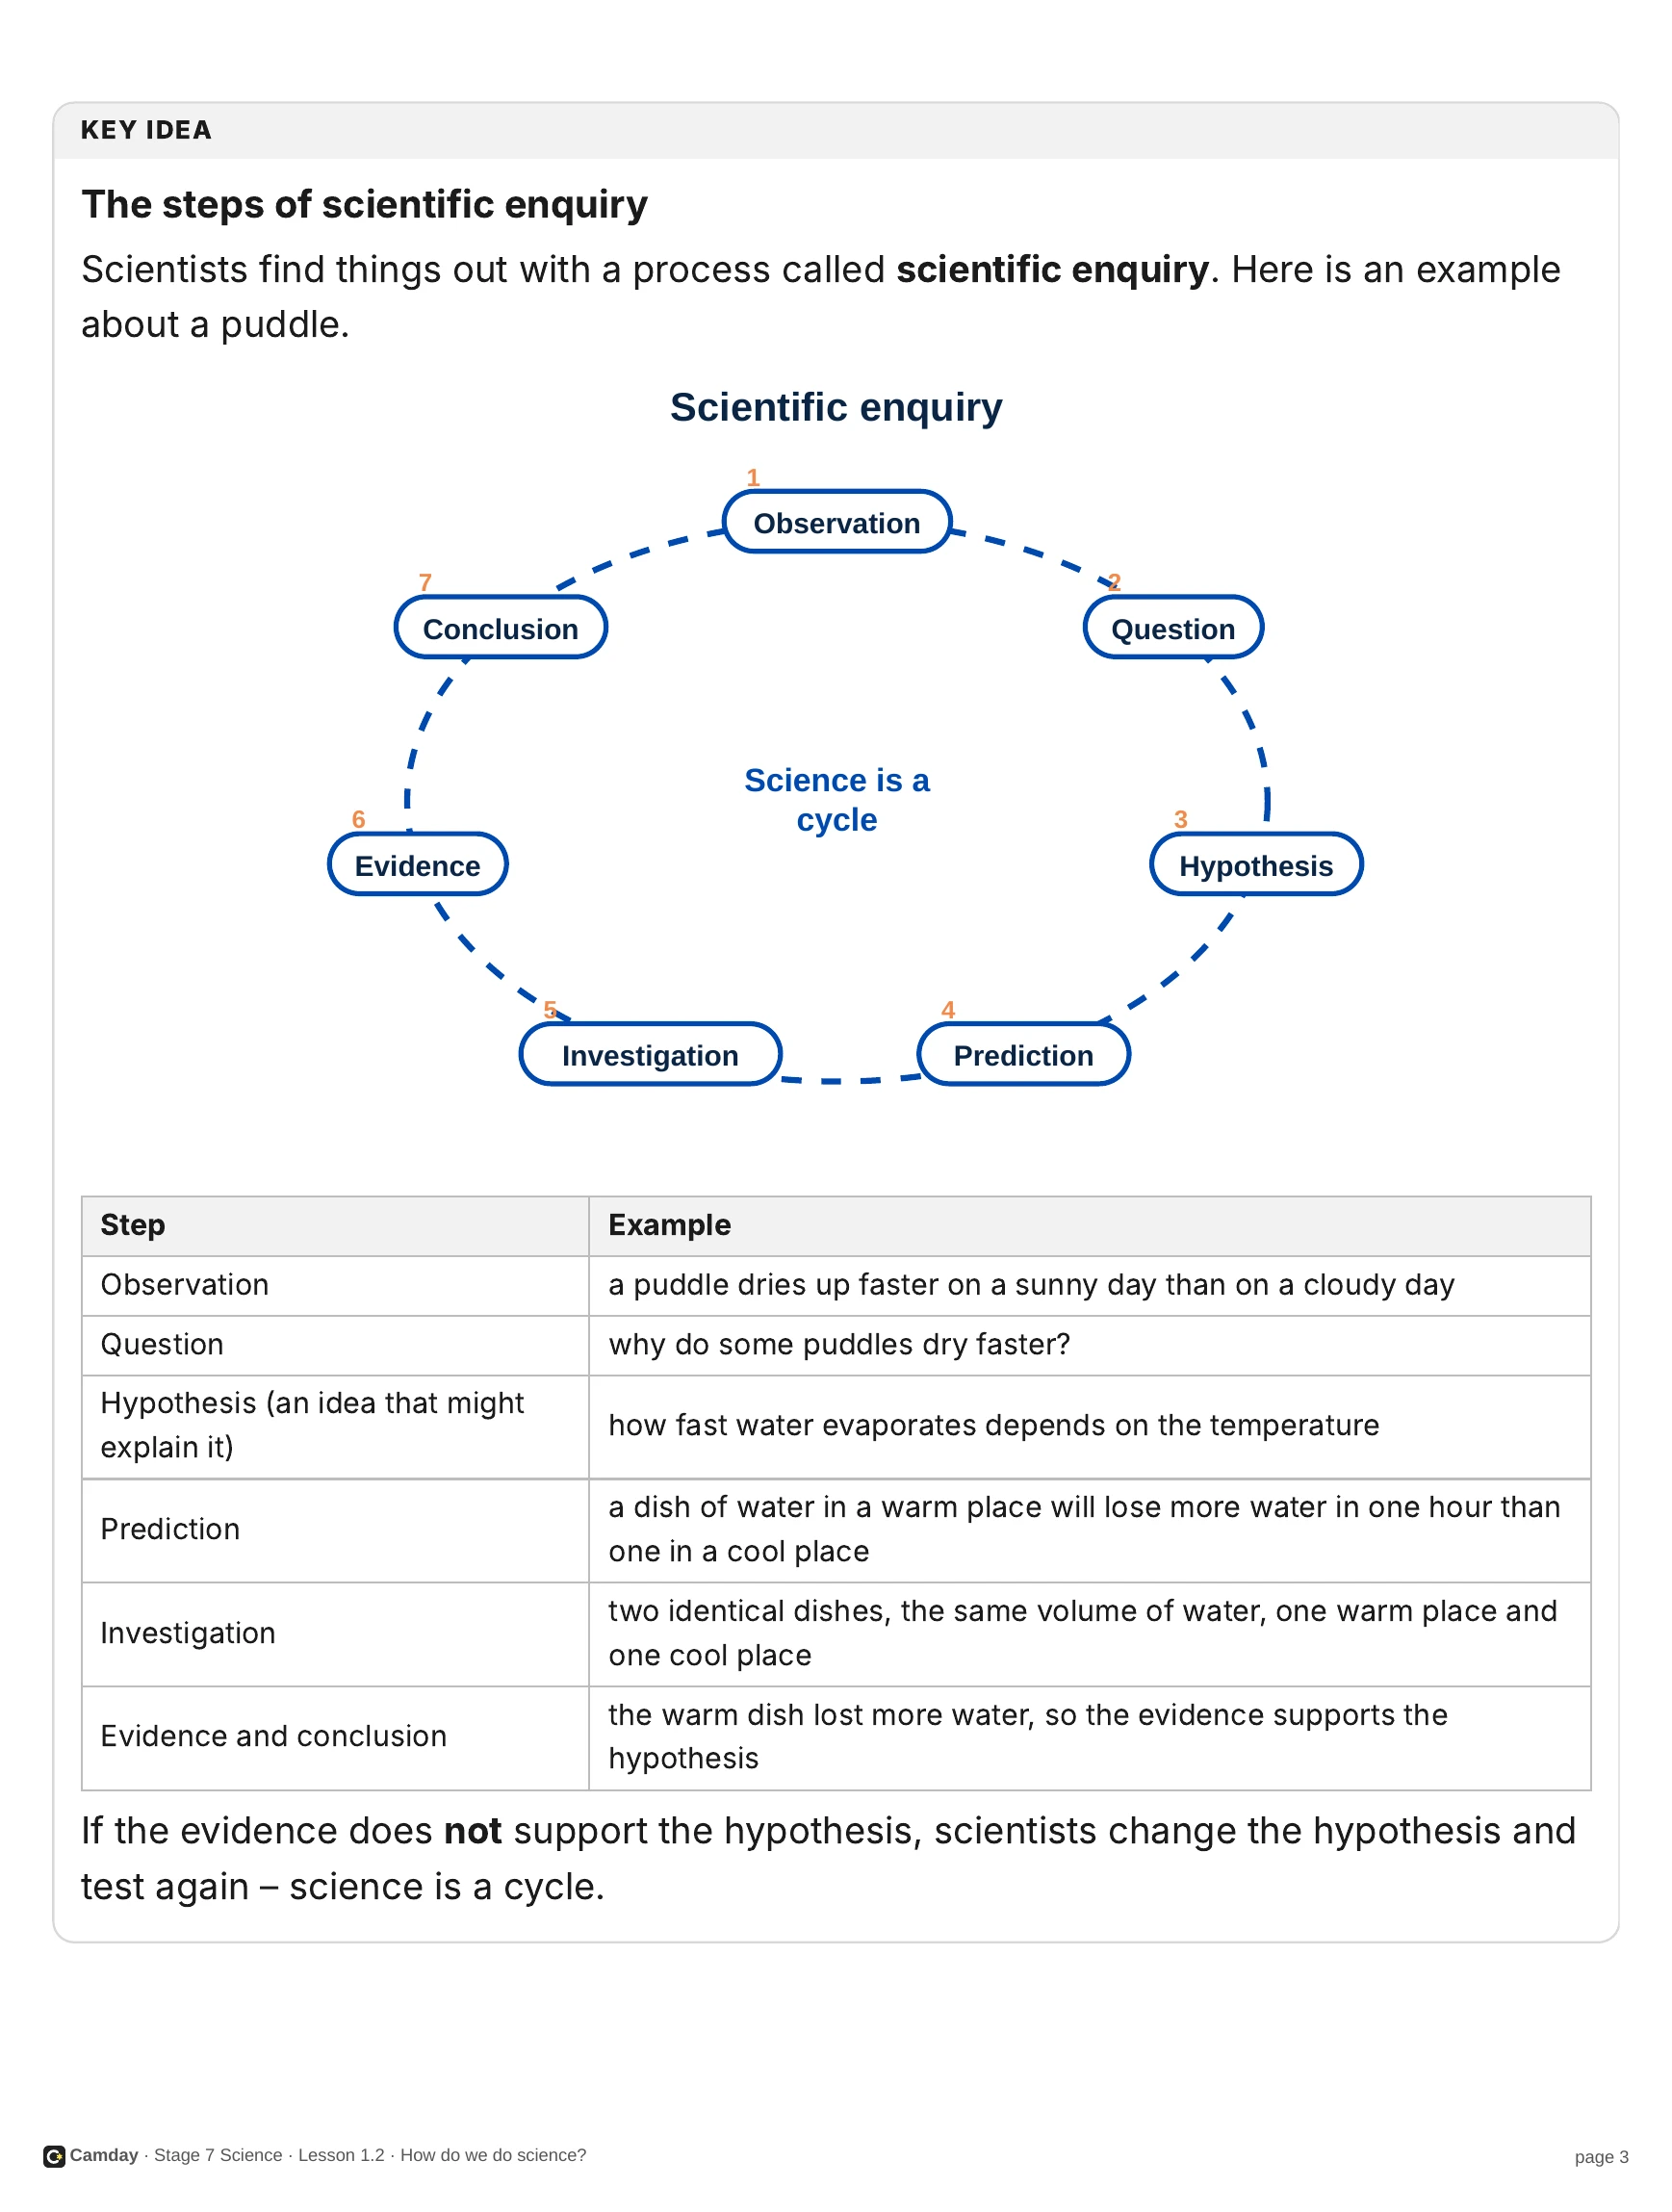 KEY IDEA
The steps of scientific enquiry
Scientists find things out with a process called scientific enquiry. Here is an example
about a puddle.
Scientific enquiry
1
Observation
2
Question
3
Hypothesis
4
Prediction
5
Investigation
6
Evidence
7
Conclusion
Science is a
cycle
Step Example
Observation a puddle dries up faster on a sunny day than on a cloudy day
Question why do some puddles dry faster?
Hypothesis (an idea that might
explain it)
how fast water evaporates depends on the temperature
Prediction
a dish of water in a warm place will lose more water in one hour than
one in a cool place
Investigation
two identical dishes, the same volume of water, one warm place and
one cool place
Evidence and conclusion
the warm dish lost more water, so the evidence supports the
hypothesis
If the evidence does not support the hypothesis, scientists change the hypothesis and
test again – science is a cycle.
Camday · Stage 7 Science · Lesson 1.2 · How do we do science?
page 3